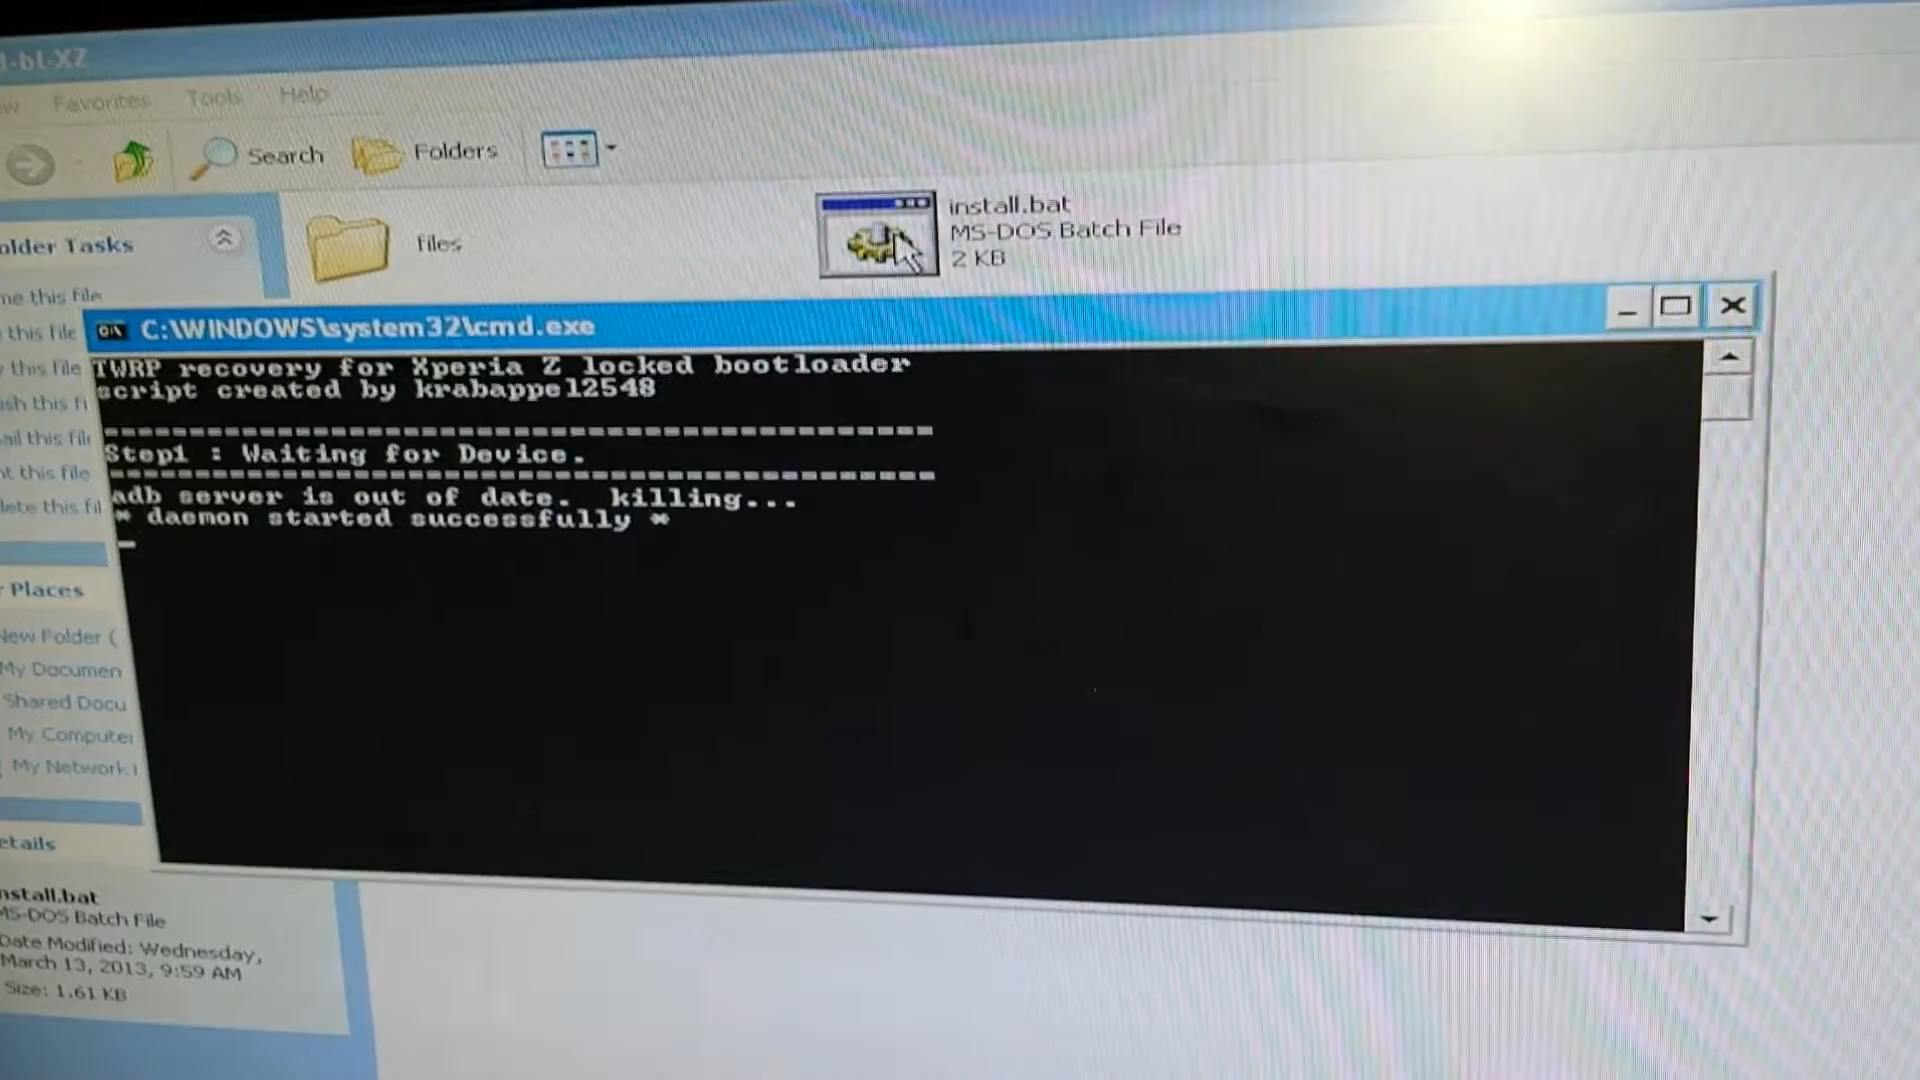 -bl-XZ
Favorites Tools Help
Search Folders
files
install.bat
MS-DOS Batch File
2 KB
older Tasks
me this file
this file
this file
ish this fi
ail this file
nt this file
lete this fil
C:\WINDOWS\system32\cmd.exe
TWRP recovery for Xperia Z locked bootloader
script created by krabappel2548
Step1 : Waiting for Device.
adb server is out of date. killing...
* daemon started successfully *
Places
New Folder (
My Documen
Shared Docu
My Computer
My Network
etails
nstall.bat
MS-DOS Batch File
Date Modified: Wednesday,
March 13, 2013, 9:59 AM
Size: 1.61 KB